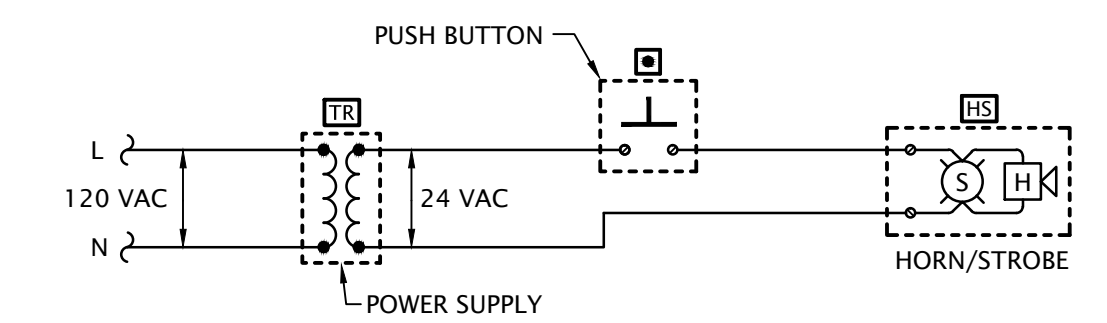 PUSH BUTTON
TR
HS
L
120 VAC
24 VAC
S
H
N
HORN/STROBE
POWER SUPPLY